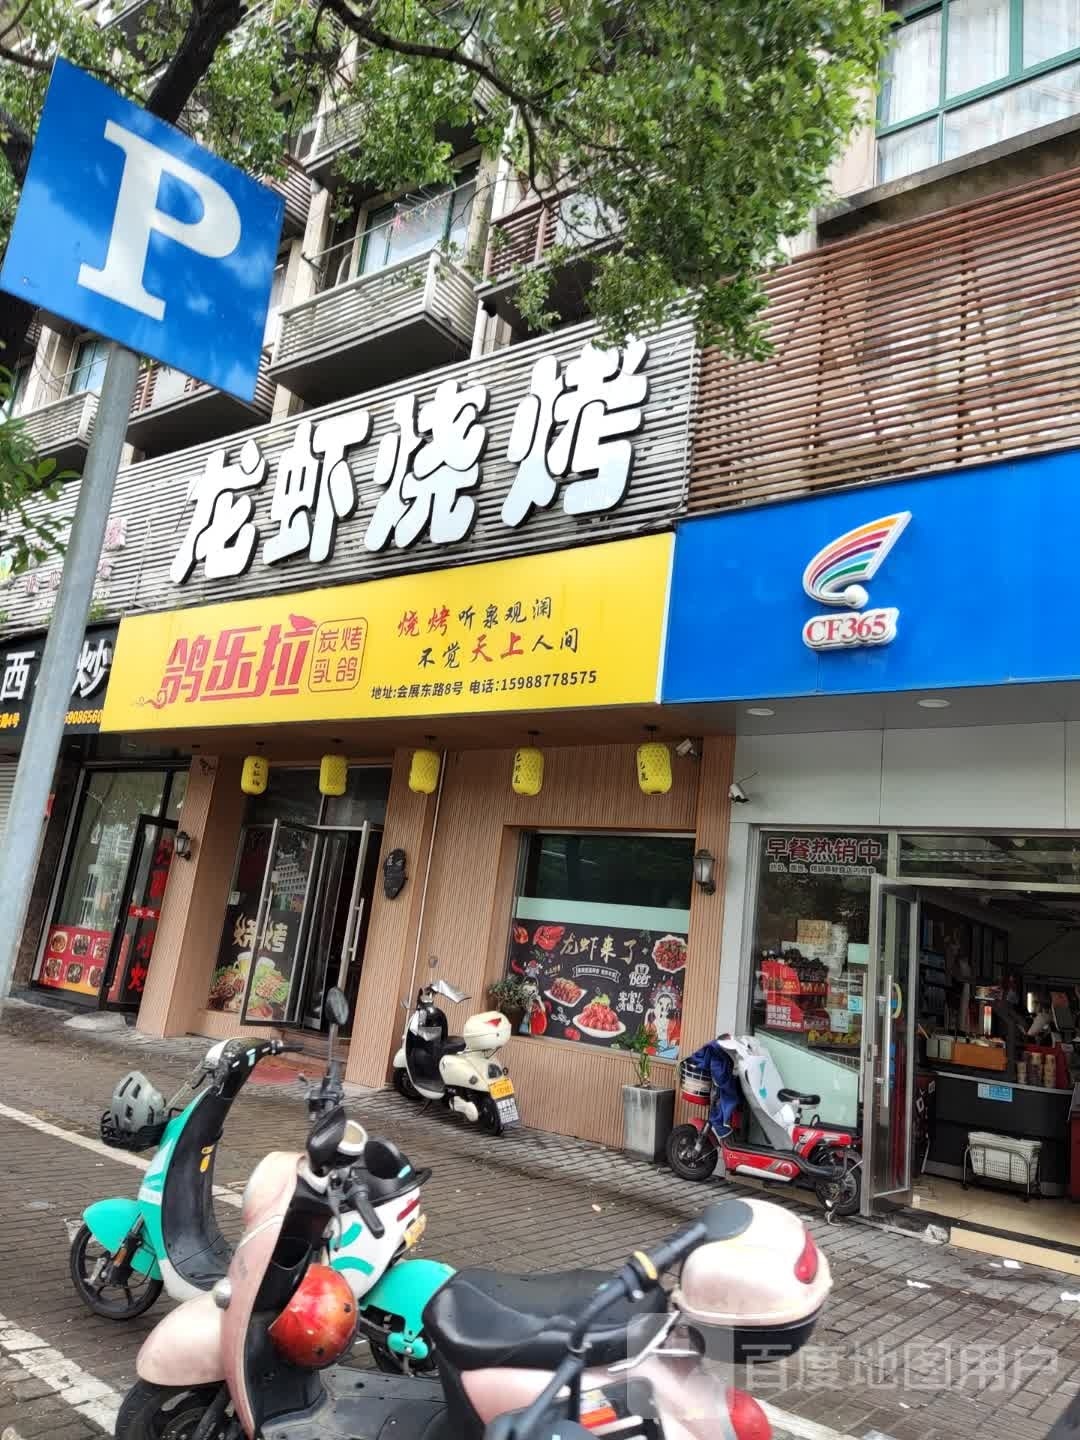 P
龙虾烧烤
鸽乐拉
炭烤
乳鸽
烧烤听泉观澜
不觉天上人间
地址:会展东路8号 电话:15988778575
CF365
西
炒
早餐热销中
烧烤
龙虾来了
Beer
百度地图用户